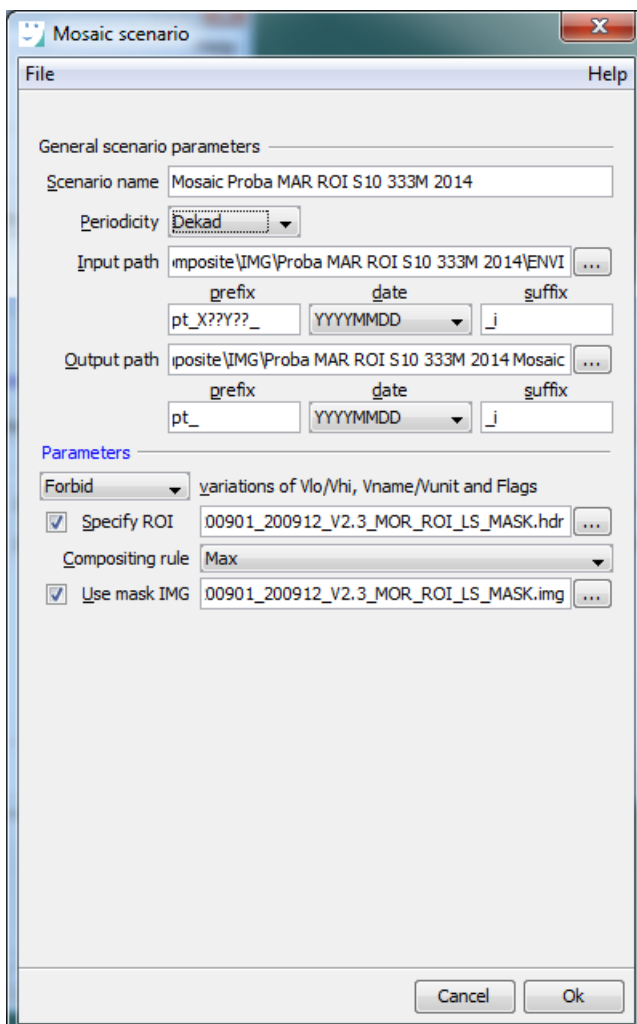 Mosaic scenario
File Help
General scenario parameters
Scenario name Mosaic Proba MAR ROI S10 333M 2014
Periodicity Dekad
Input path mposite\IMG\Proba MAR ROI S10 333M 2014\ENVI ...
prefix date suffix
pt_X??Y??_ YYYYMMDD _i
Output path posite\IMG\Proba MAR ROI S10 333M 2014 Mosaic ...
prefix date suffix
pt_ YYYYMMDD _i
Parameters
Forbid variations of Vlo/Vhi, Vname/Vunit and Flags
Specify ROI 00901_200912_V2.3_MOR_ROI_LS_MASK.hdr ...
Compositing rule Max
Use mask IMG 00901_200912_V2.3_MOR_ROI_LS_MASK.img ...
Cancel Ok